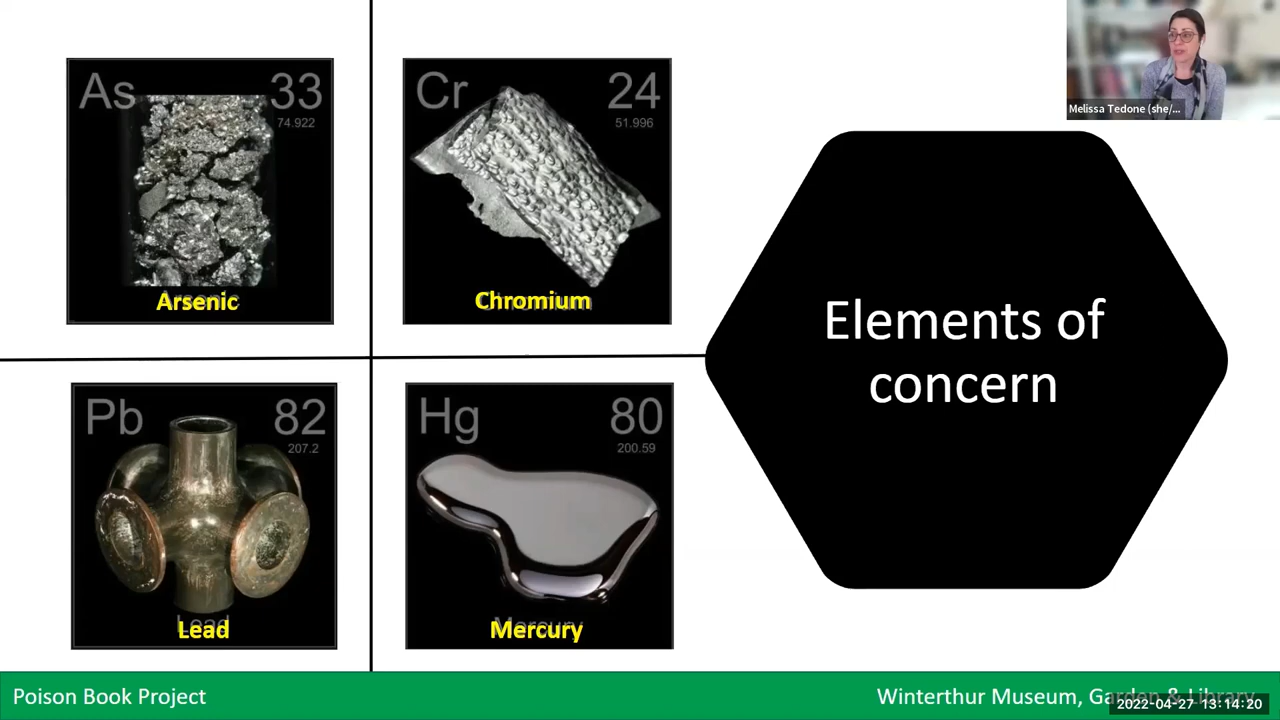 As 33
74.922
Arsenic
Cr 24
51.996
Chromium
Pb 82
207.2
Lead
Hg 80
200.59
Mercury
Elements of
concern
Melissa Tedone (she/...
Poison Book Project
Winterthur Museum, Garden & Library
2022-04-27 13:14:20